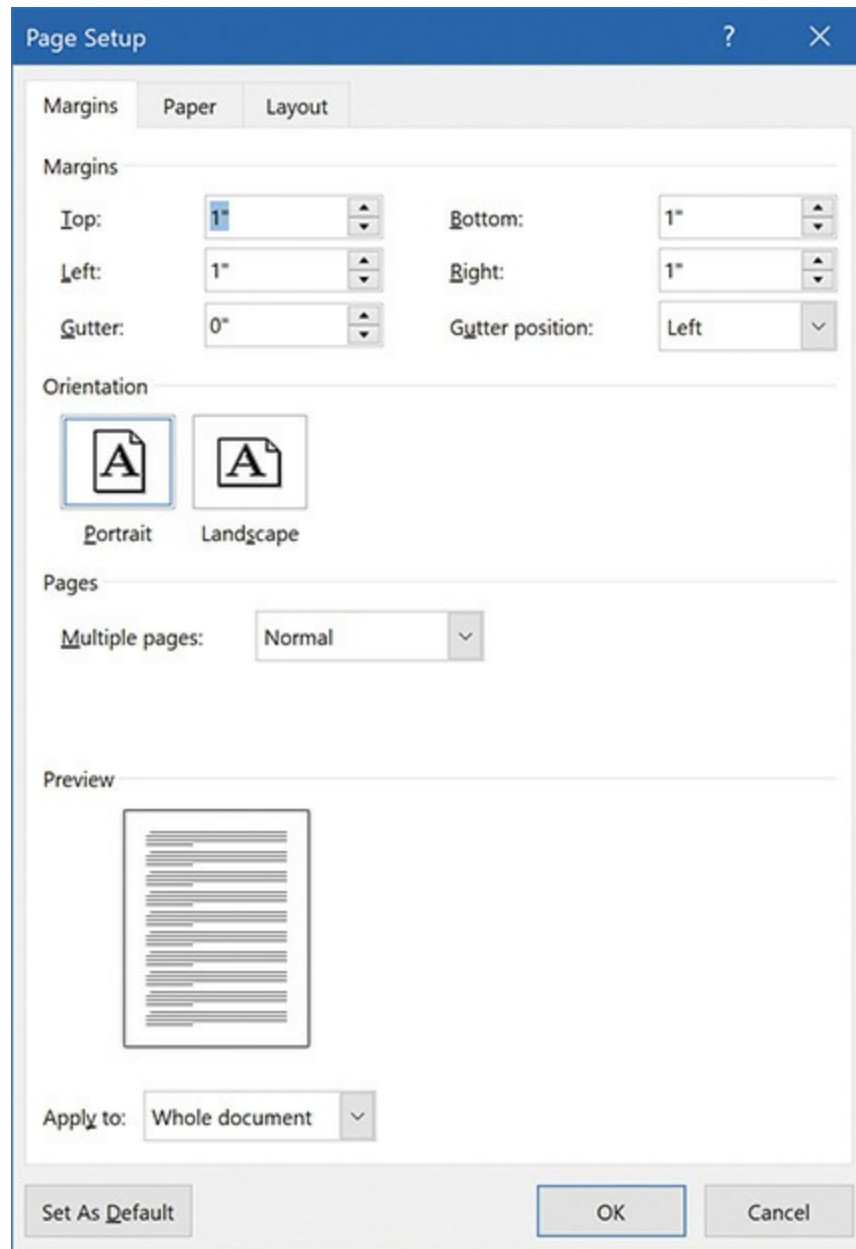 Page Setup ? ×
Margins Paper Layout
Margins
Top: 1" Bottom: 1"
Left: 1" Right: 1"
Gutter: 0" Gutter position: Left
Orientation
A A
Portrait Landscape
Pages
Multiple pages: Normal
Preview
Apply to: Whole document
Set As Default OK Cancel